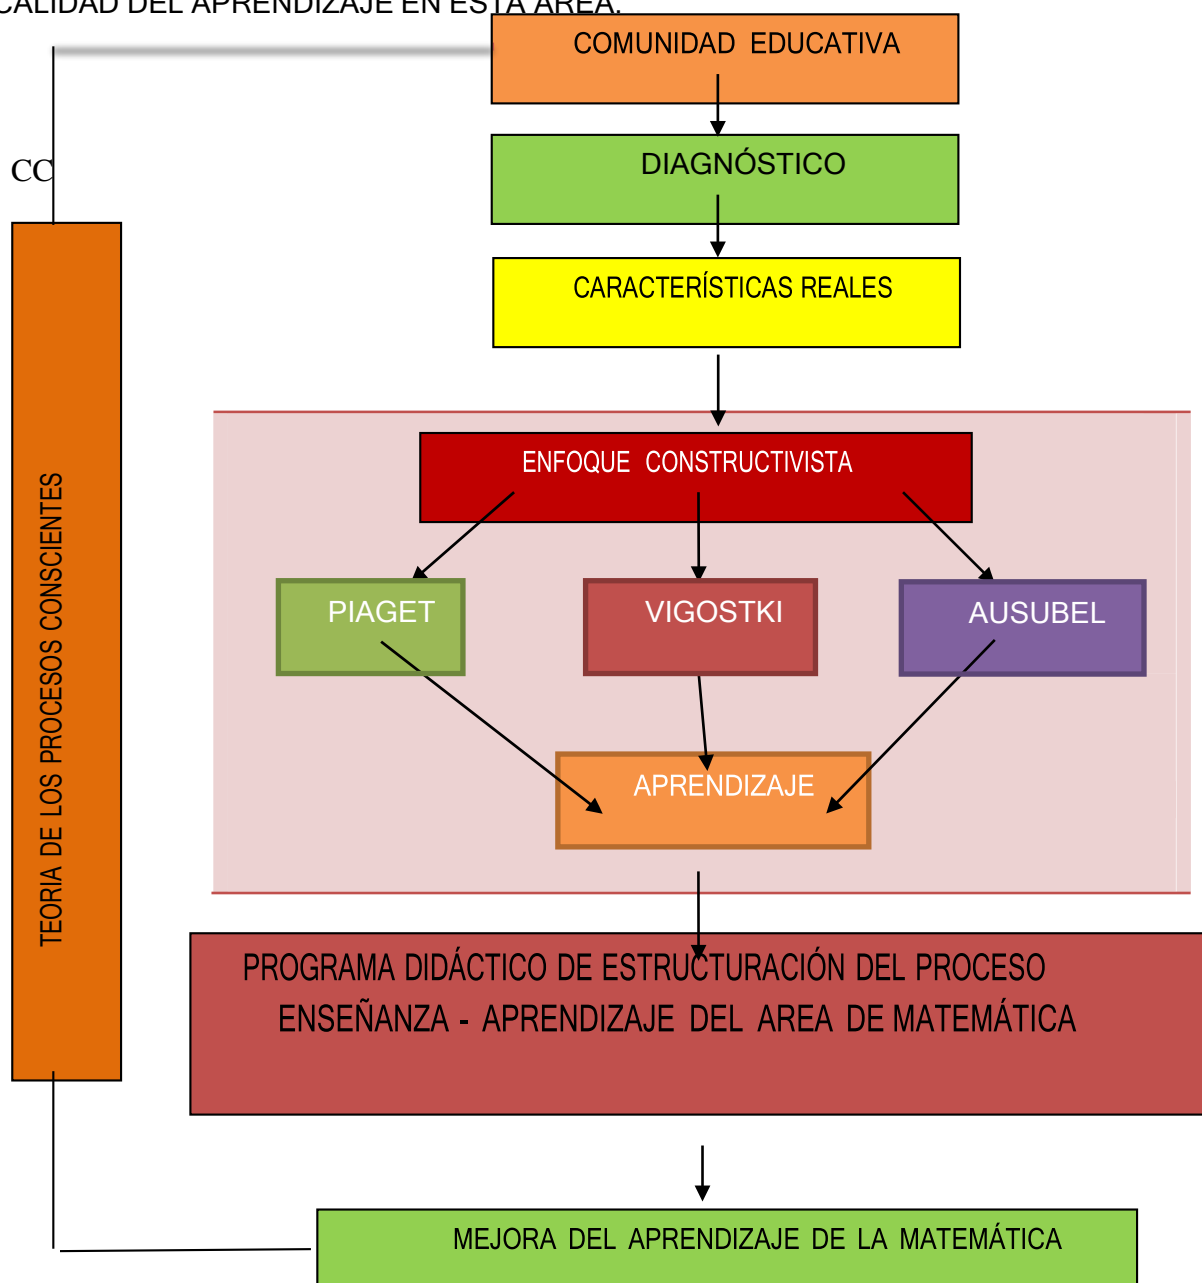 CALIDAD DEL APRENDIZAJE EN ESTA AREA.
COMUNIDAD EDUCATIVA
DIAGNÓSTICO
CC
CARACTERÍSTICAS REALES
ENFOQUE CONSTRUCTIVISTA
PIAGET
VIGOSTKI
AUSUBEL
APRENDIZAJE
TEORIA DE LOS PROCESOS CONSCIENTES
PROGRAMA DIDÁCTICO DE ESTRUCTURACIÓN DEL PROCESO
ENSEÑANZA - APRENDIZAJE DEL AREA DE MATEMÁTICA
MEJORA DEL APRENDIZAJE DE LA MATEMÁTICA